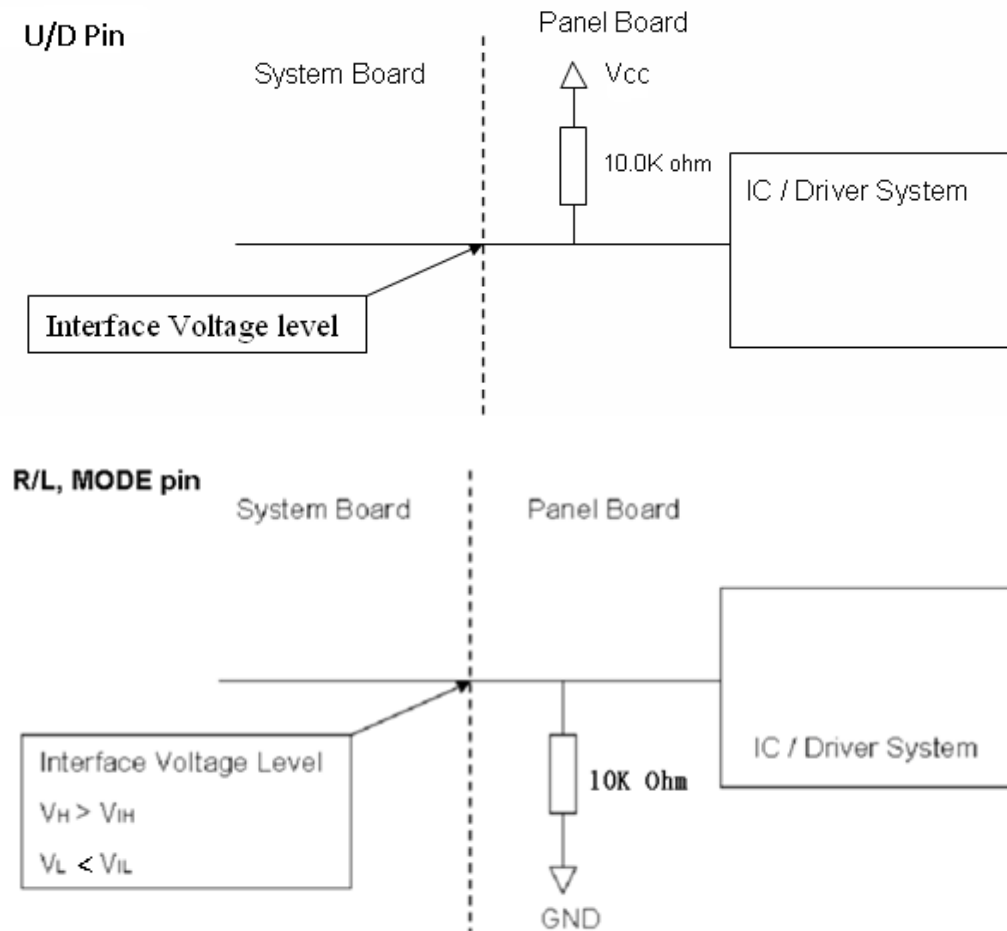 U/D Pin
Panel Board
System Board
Vcc
10.0K ohm
IC / Driver System
Interface Voltage level
R/L, MODE pin
System Board
Panel Board
Interface Voltage Level
VH > VIH
VL < VIL
10K Ohm
IC / Driver System
GND